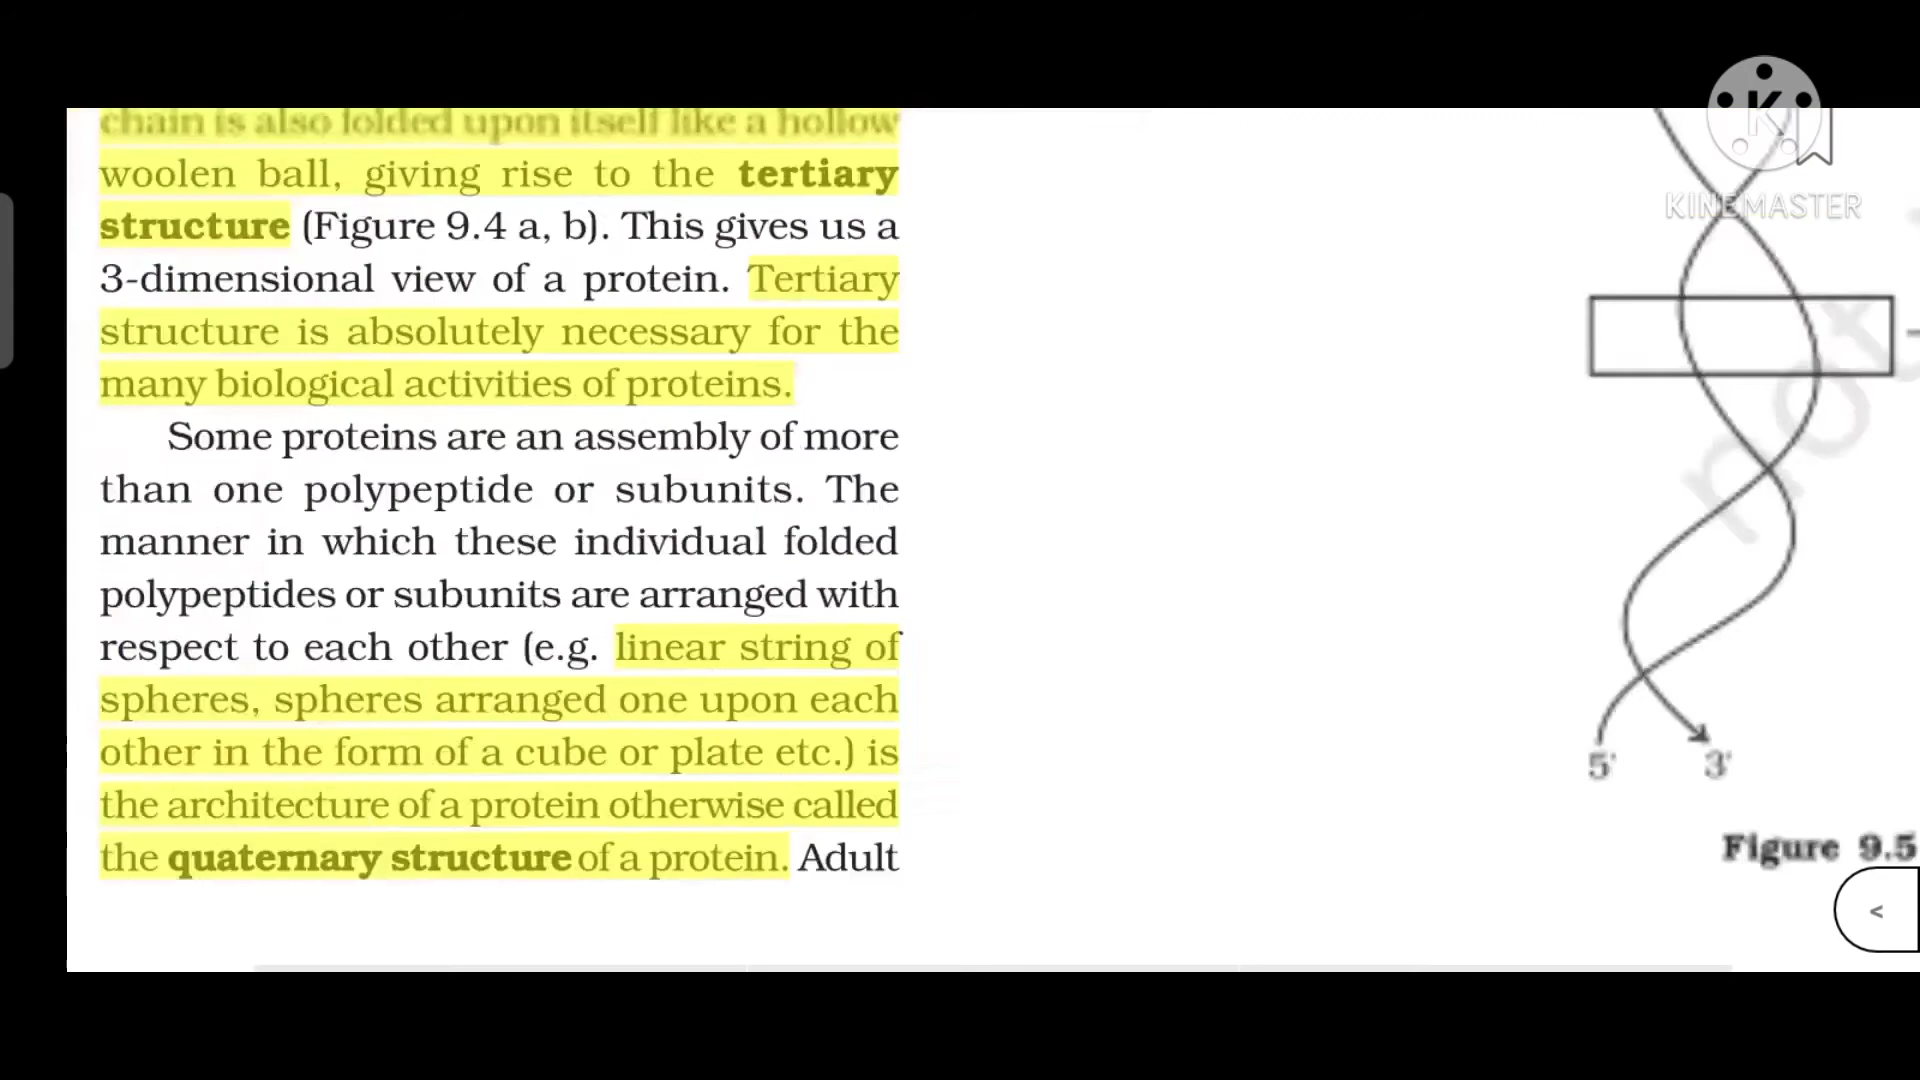 chain is also folded upon itself like a hollow
woolen ball, giving rise to the tertiary
structure (Figure 9.4 a, b). This gives us a
3-dimensional view of a protein. Tertiary
structure is absolutely necessary for the
many biological activities of proteins.
Some proteins are an assembly of more
than one polypeptide or subunits. The
manner in which these individual folded
polypeptides or subunits are arranged with
respect to each other (e.g. linear string of
spheres, spheres arranged one upon each
other in the form of a cube or plate etc.) is
the architecture of a protein otherwise called
the quaternary structure of a protein. Adult
K
KINEMASTER
not
5' 3'
Figure 9.5
<